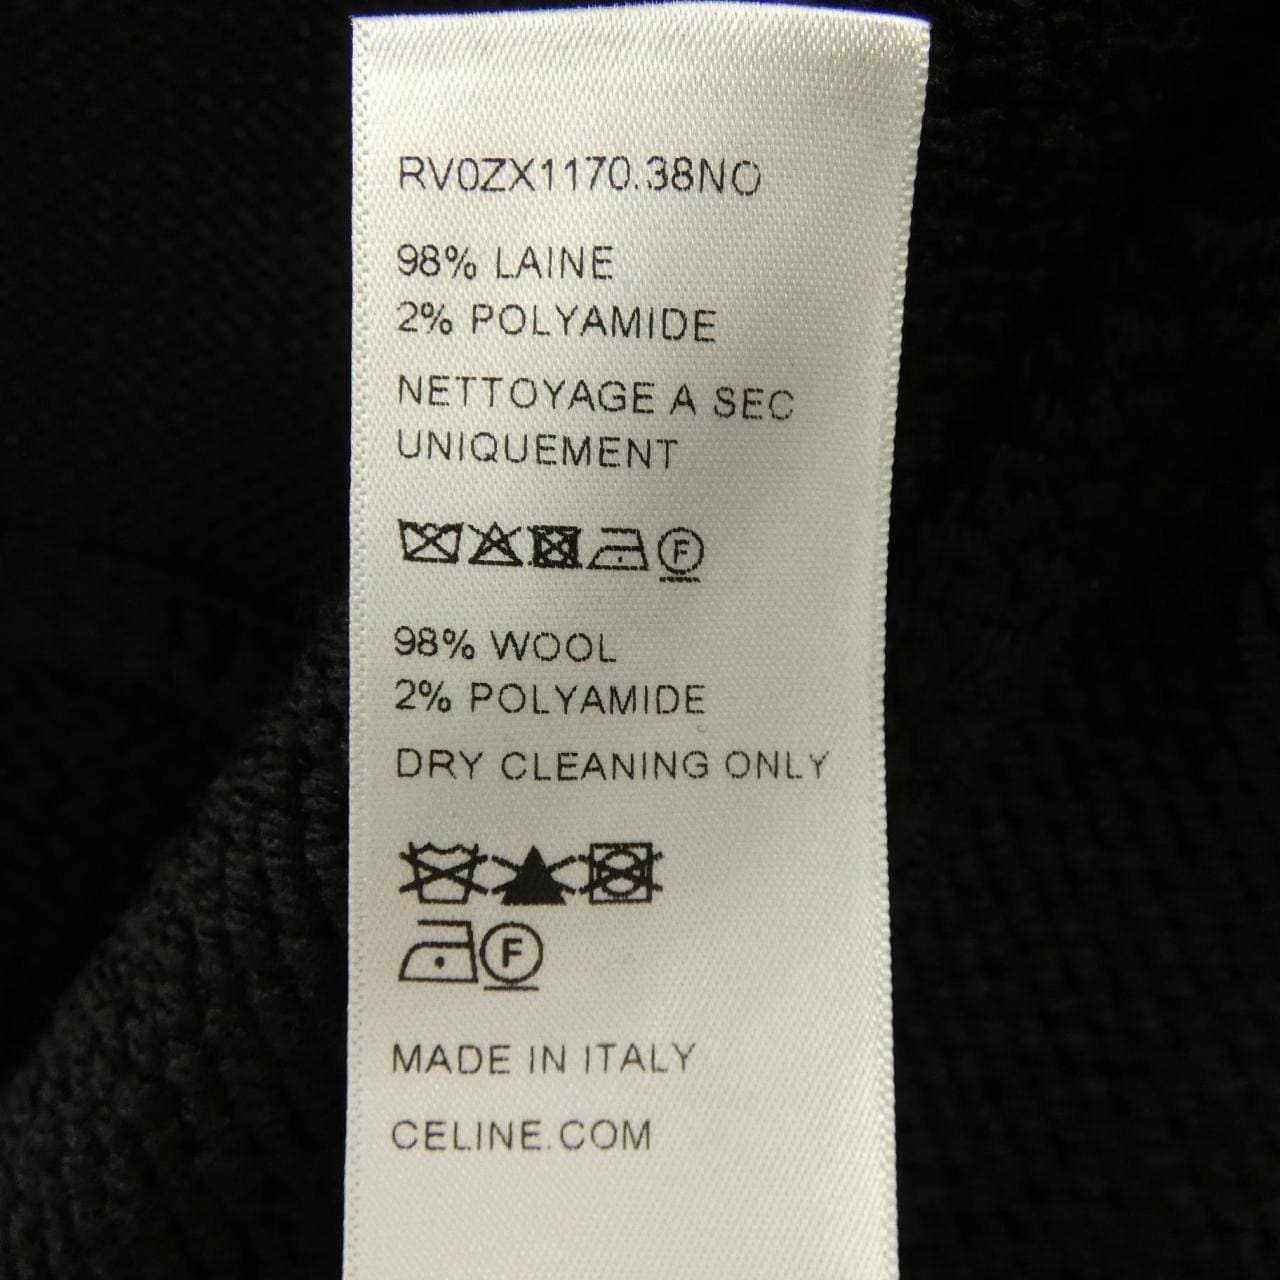 RV0ZX1170.38NO
98% LAINE
2% POLYAMIDE
NETTOYAGE A SEC
UNIQUEMENT
F
98% WOOL
2% POLYAMIDE
DRY CLEANING ONLY
F
MADE IN ITALY
CELINE.COM